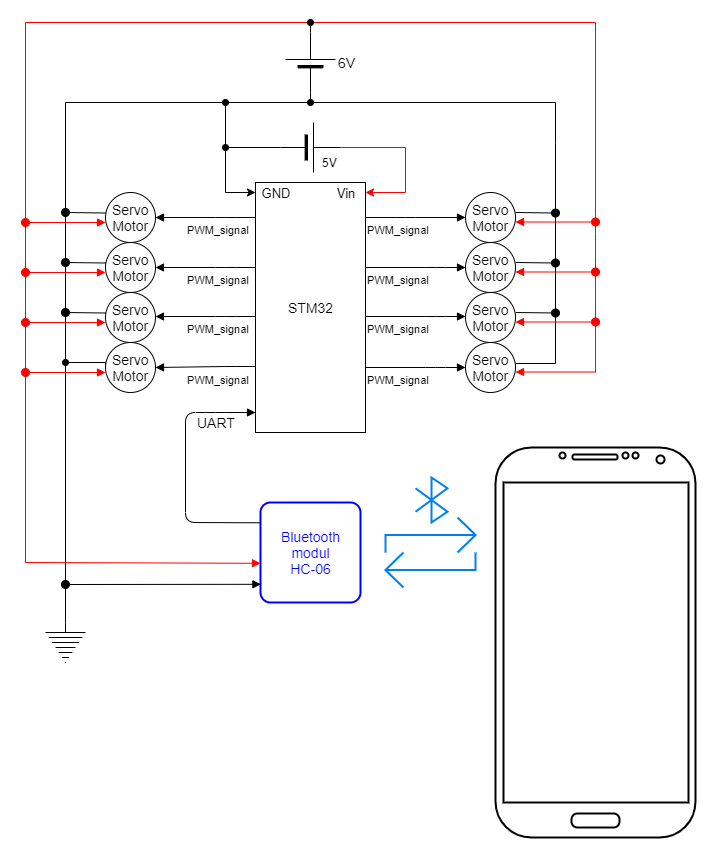 6V
5V
GND
Vin
Servo
Motor
PWM_signal
PWM_signal
Servo
Motor
Servo
Motor
PWM_signal
PWM_signal
Servo
Motor
STM32
Servo
Motor
PWM_signal
PWM_signal
Servo
Motor
Servo
Motor
PWM_signal
PWM_signal
Servo
Motor
UART
Bluetooth
modul
HC-06